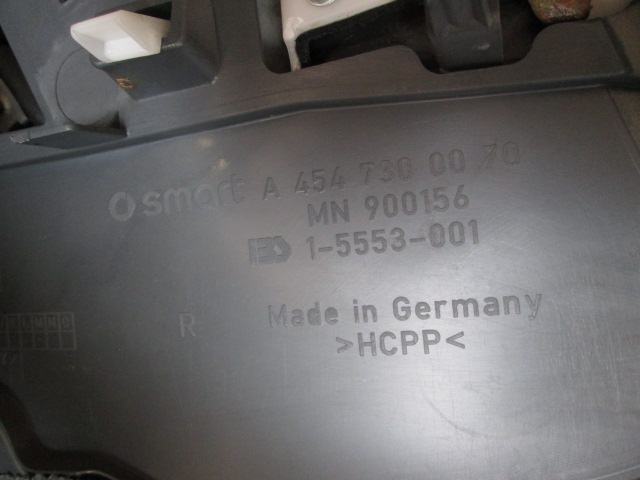 smart A 454 730 00 70
MN 900156
1-5553-001
Made in Germany
R
>HCPP<